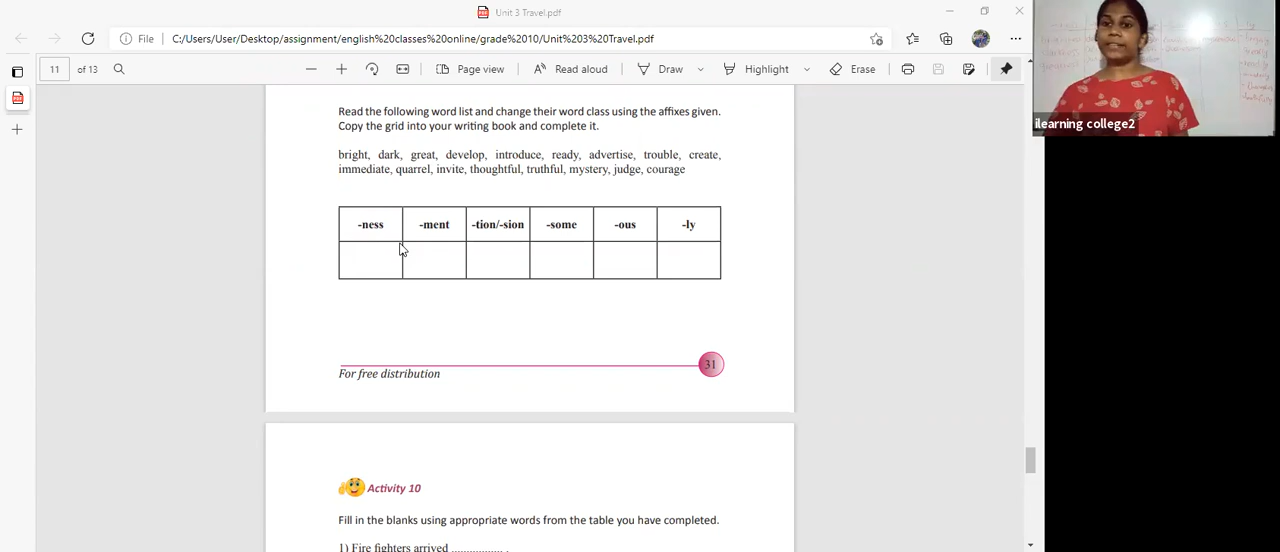 Unit 3 Travel.pdf
File C:/Users/User/Desktop/assignment/english%20classes%20online/grade%2010/Unit%203%20Travel.pdf
11 of 13 Page view Read aloud Draw Highlight Erase
ilearning college2
Read the following word list and change their word class using the affixes given.
Copy the grid into your writing book and complete it.
bright, dark, great, develop, introduce, ready, advertise, trouble, create,
immediate, quarrel, invite, thoughtful, truthful, mystery, judge, courage
-ness -ment -tion/-sion -some -ous -ly
31
For free distribution
Activity 10
Fill in the blanks using appropriate words from the table you have completed.
1) Fire fighters arrived ................. .